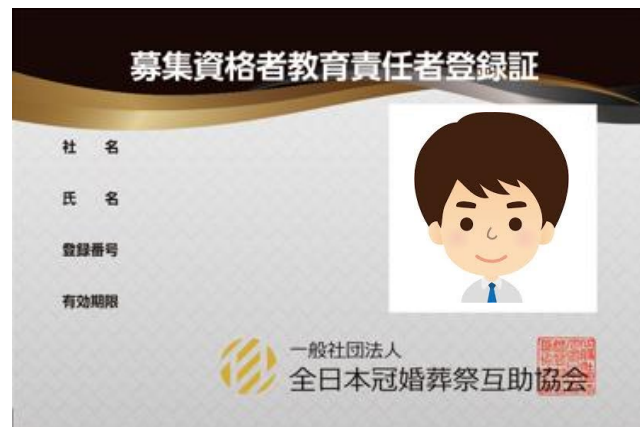 募集資格者教育責任者登録証
社 名
氏 名
登録番号
有効期限
一般社団法人
全日本冠婚葬祭互助協会